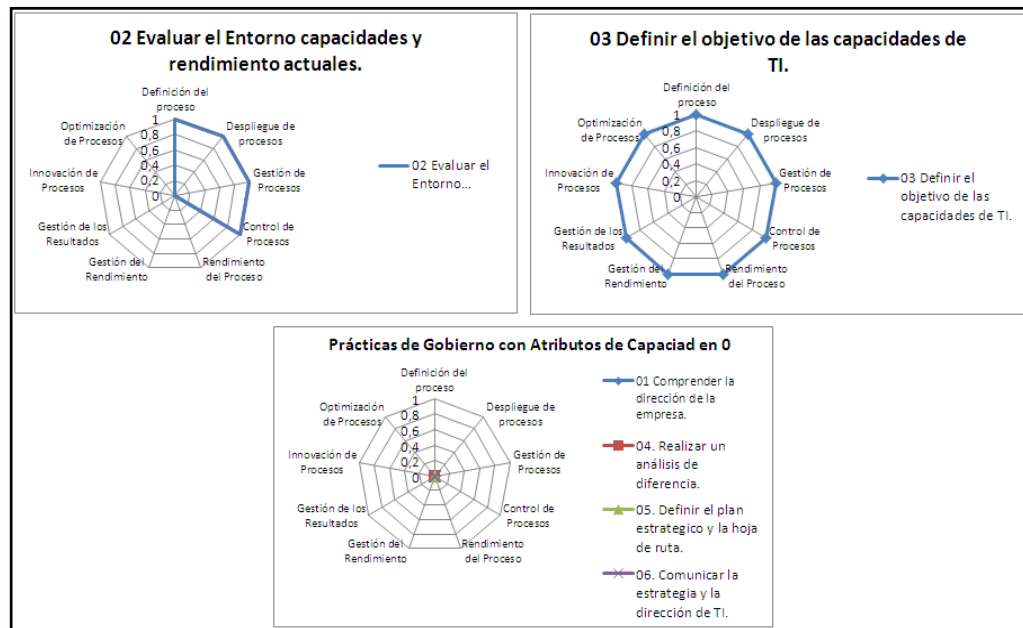 02 Evaluar el Entorno capacidades y
rendimiento actuales.
Definición del
proceso
Despliegue de
procesos
Gestión de
Procesos
Control de
Procesos
Rendimiento
del Proceso
Gestión del
Rendimiento
Gestión de los
Resultados
Innovación de
Procesos
Optimización
de Procesos
1
0,8
0,6
0,4
0,2
0
02 Evaluar el
Entorno...
03 Definir el objetivo de las capacidades de
TI.
Definición del
proceso
Despliegue de
procesos
Gestión de
Procesos
Control de
Procesos
Rendimiento
del Proceso
Gestión del
Rendimiento
Gestión de los
Resultados
Innovación de
Procesos
Optimización
de Procesos
1
0,8
0,6
0,4
0,2
0
03 Definir el
objetivo de las
capacidades de TI.
Prácticas de Gobierno con Atributos de Capaciad en 0
Definición del
proceso
Despliegue de
procesos
Gestión de
Procesos
Control de
Procesos
Rendimiento
del Proceso
Gestión del
Rendimiento
Gestión de los
Resultados
Innovación de
Procesos
Optimización
de Procesos
1
0,8
0,6
0,4
0,2
0
01 Comprender la
dirección de la
empresa.
04. Realizar un
análisis de
diferencia.
05. Definir el plan
estrategico y la hoja
de ruta.
06. Comunicar la
estrategia y la
dirección de TI.